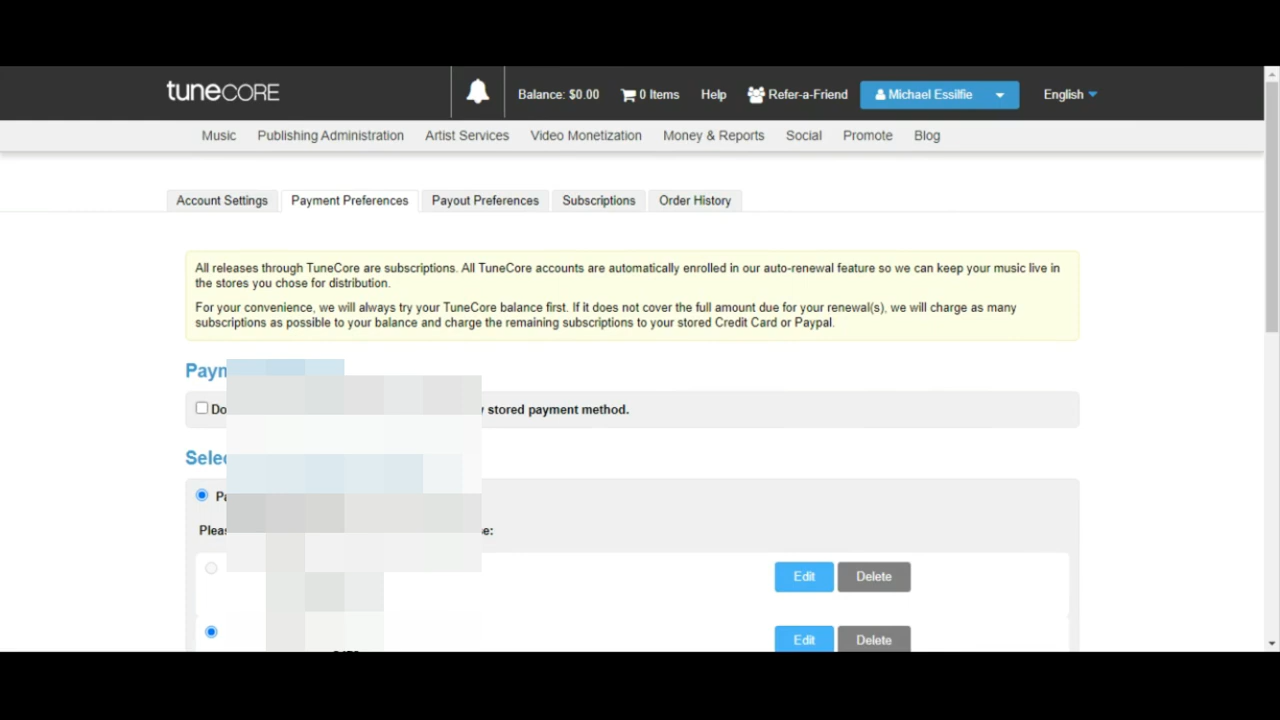 tuneCORE
Balance: $0.00
0 Items
Help
Refer-a-Friend
Michael Essilfie
English
Music
Publishing Administration
Artist Services
Video Monetization
Money & Reports
Social
Promote
Blog
Account Settings
Payment Preferences
Payout Preferences
Subscriptions
Order History
All releases through TuneCore are subscriptions. All TuneCore accounts are automatically enrolled in our auto-renewal feature so we can keep your music live in
the stores you chose for distribution.
For your convenience, we will always try your TuneCore balance first. If it does not cover the full amount due for your renewal(s), we will charge as many
subscriptions as possible to your balance and charge the remaining subscriptions to your stored Credit Card or Paypal.
stored payment method.
Edit
Delete
Edit
Delete